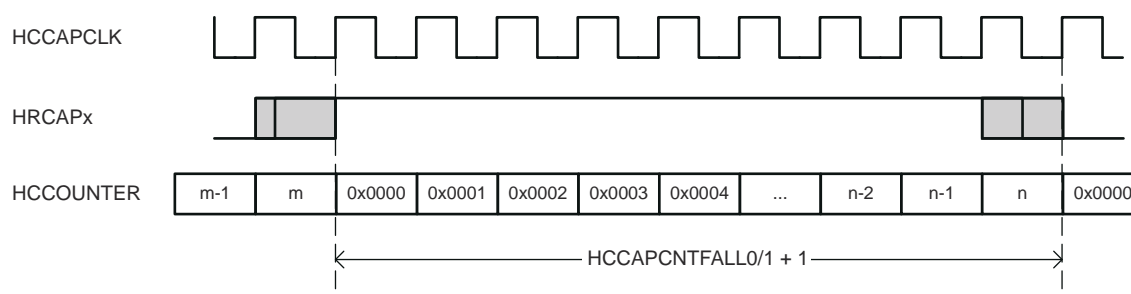 HCCAPCLK
HRCAPx
HCCOUNTER m-1 m 0x0000 0x0001 0x0002 0x0003 0x0004 ... n-2 n-1 n 0x0000
HCCAPCNTFALL0/1 + 1